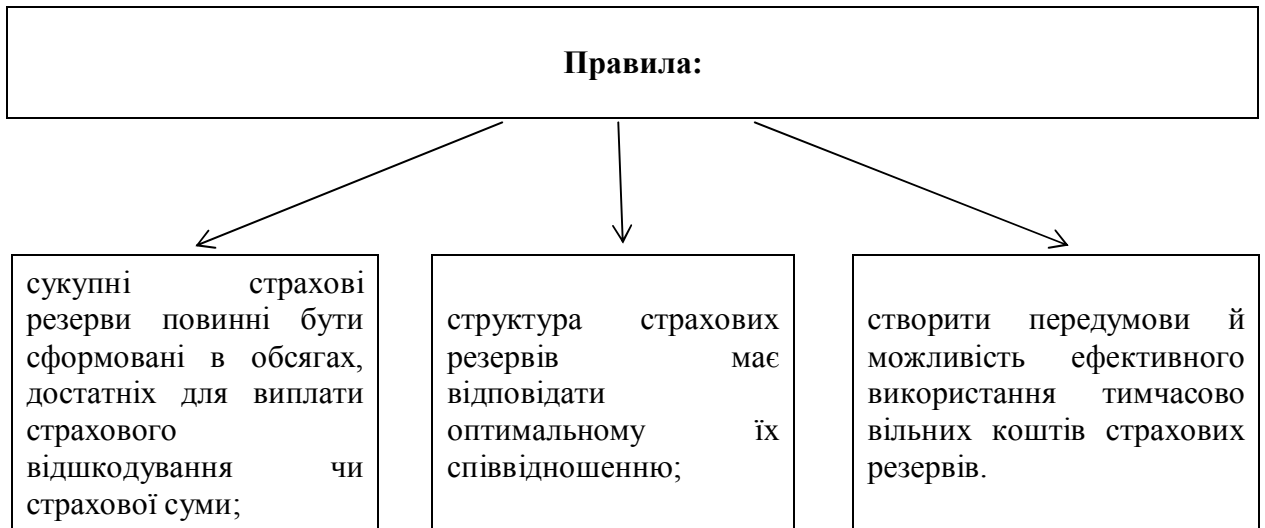 Правила:
сукупні страхові
резерви повинні бути
сформовані в обсягах,
достатніх для виплати
страхового
відшкодування чи
страхової суми;
структура страхових
резервів має
відповідати
оптимальному їх
співвідношенню;
створити передумови й
можливість ефективного
використання тимчасово
вільних коштів страхових
резервів.